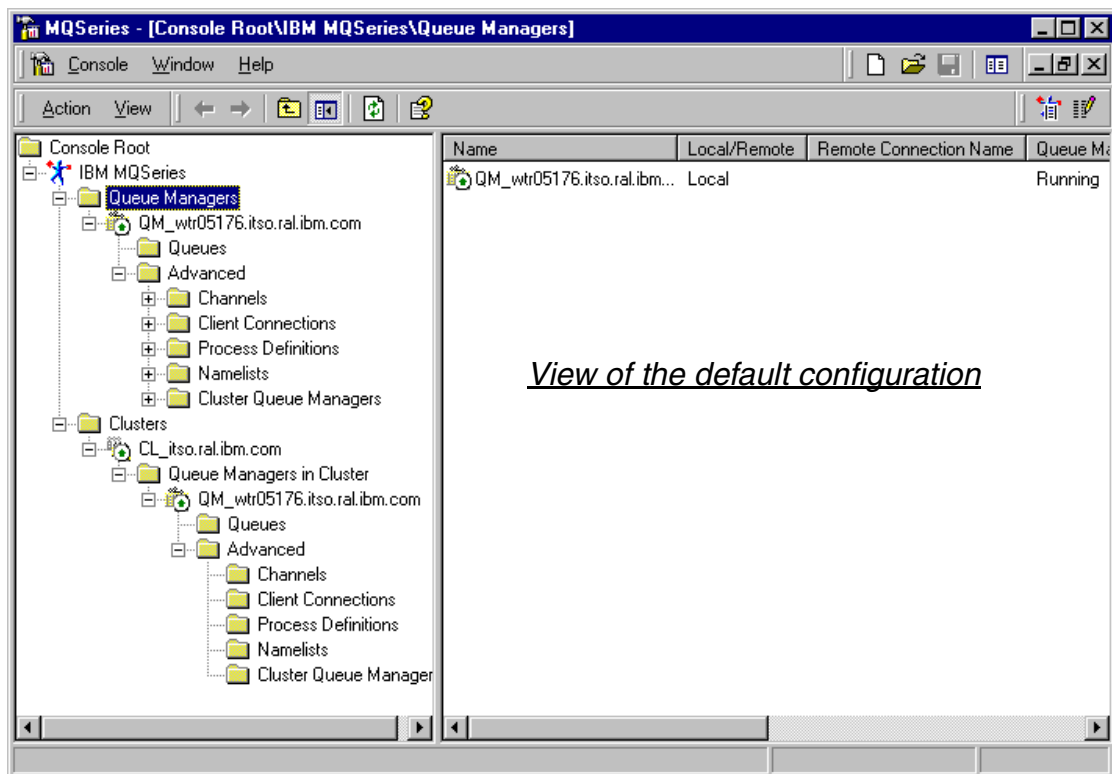 MQSeries - [Console Root\IBM MQSeries\Queue Managers]
Console Window Help
Action View
Console Root
IBM MQSeries
Queue Managers
QM_wtr05176.itso.ral.ibm.com
Queues
Advanced
Channels
Client Connections
Process Definitions
Namelists
Cluster Queue Managers
Clusters
CL_itso.ral.ibm.com
Queue Managers in Cluster
QM_wtr05176.itso.ral.ibm.com
Queues
Advanced
Channels
Client Connections
Process Definitions
Namelists
Cluster Queue Manager
Name Local/Remote Remote Connection Name Queue Ma
QM_wtr05176.itso.ral.ibm... Local Running
View of the default configuration